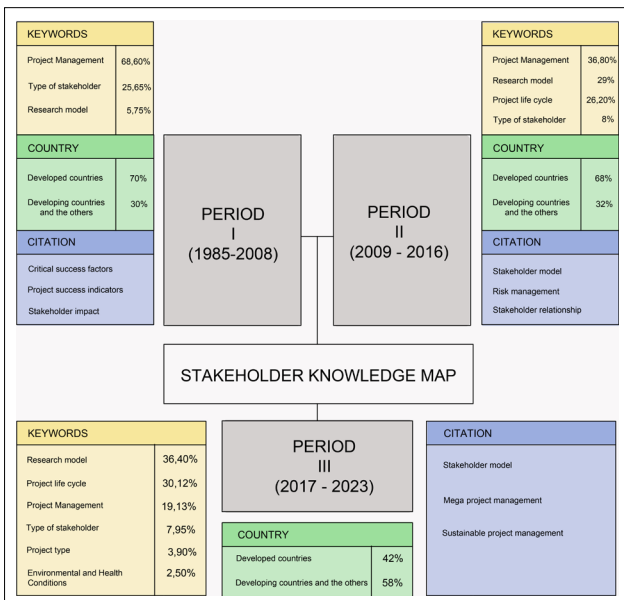 KEYWORDS
Project Management 68,60%
Type of stakeholder 25,65%
Research model 5,75%
COUNTRY
Developed countries 70%
Developing countries
and the others 30%
CITATION
Critical success factors
Project success indicators
Stakeholder impact
PERIOD
I
(1985-2008)
PERIOD
II
(2009 - 2016)
KEYWORDS
Project Management 36,80%
Research model 29%
Project life cycle 26,20%
Type of stakeholder 8%
COUNTRY
Developed countries 68%
Developing countries
and the others 32%
CITATION
Stakeholder model
Risk management
Stakeholder relationship
STAKEHOLDER KNOWLEDGE MAP
KEYWORDS
Research model 36,40%
Project life cycle 30,12%
Project Management 19,13%
Type of stakeholder 7,95%
Project type 3,90%
Environmental and Health
Conditions 2,50%
PERIOD
III
(2017 - 2023)
COUNTRY
Developed countries 42%
Developing countries and the others 58%
CITATION
Stakeholder model
Mega project management
Sustainable project management